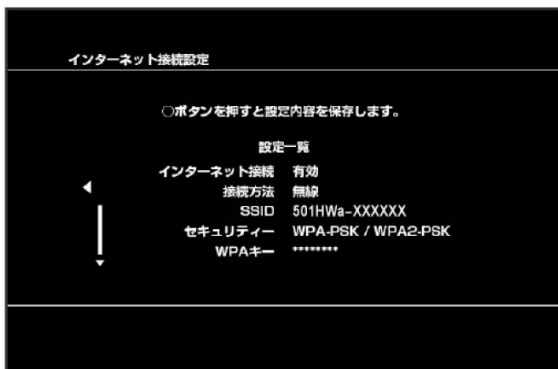 インターネット接続設定
○ボタンを押すと設定内容を保存します。
設定一覧
インターネット接続 有効
接続方法 無線
SSID 501HWa-XXXXXX
セキュリティー WPA-PSK / WPA2-PSK
WPAキー ********